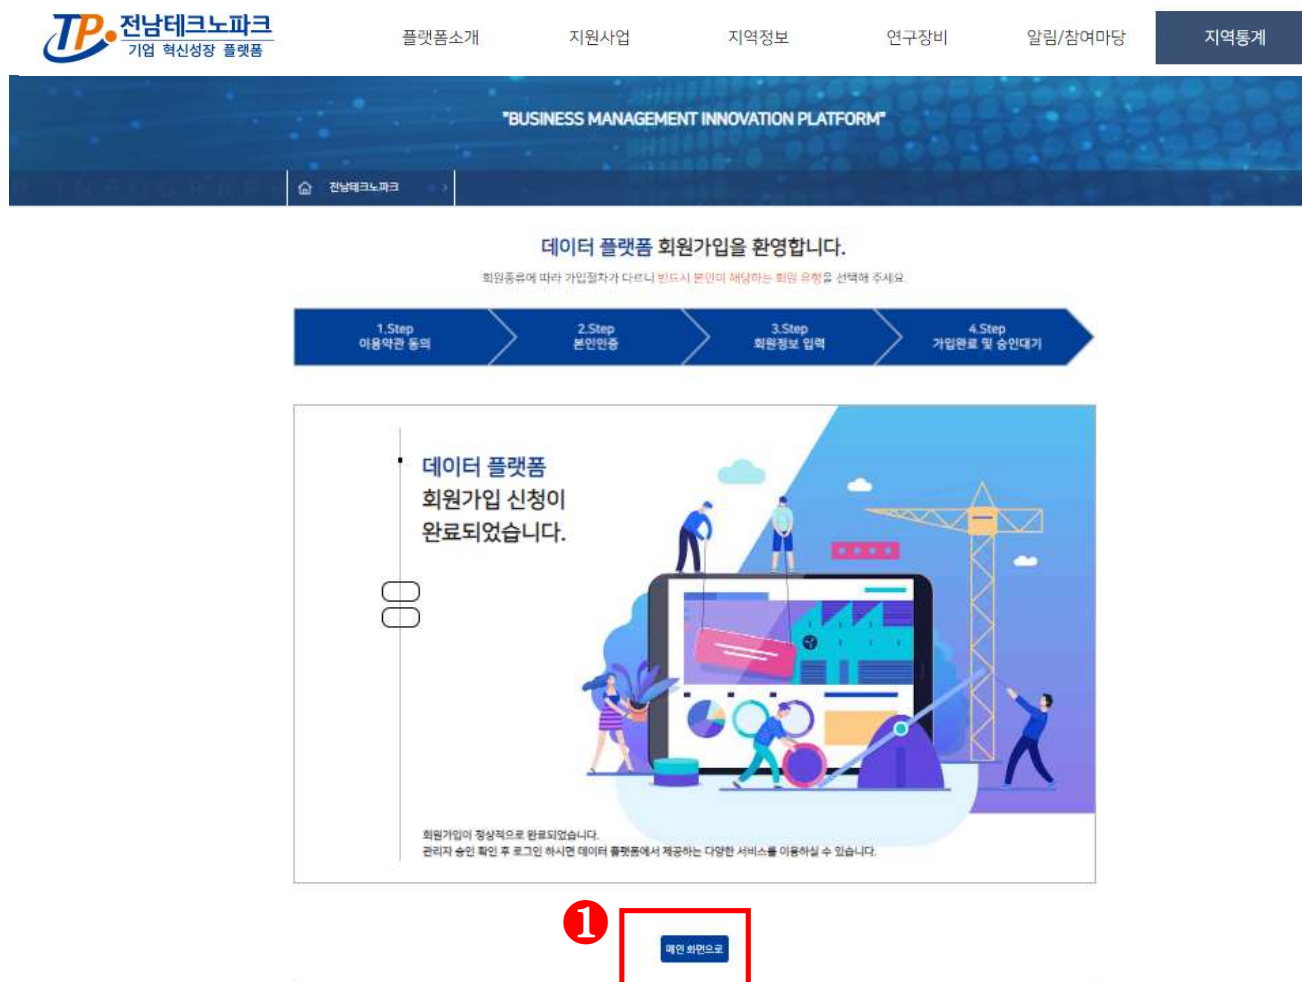 TP 전남테크노파크
기업 혁신성장 플랫폼
플랫폼소개 지원사업 지역정보 연구장비 알림/참여마당 지역통계
"BUSINESS MANAGEMENT INNOVATION PLATFORM"
전남테크노파크 >
데이터 플랫폼 회원가입을 환영합니다.
회원종류에 따라 가입절차가 다르니 반드시 본인이 해당하는 회원 유형을 선택해 주세요.
1.Step 2.Step 3.Step 4.Step
이용약관 동의 본인인증 회원정보 입력 가입완료 및 승인대기
데이터 플랫폼
회원가입 신청이
완료되었습니다.
회원가입이 정상적으로 완료되었습니다.
관리자 승인 확인 후 로그인 하시면 데이터 플랫폼에서 제공하는 다양한 서비스를 이용하실 수 있습니다.
1
메인 화면으로